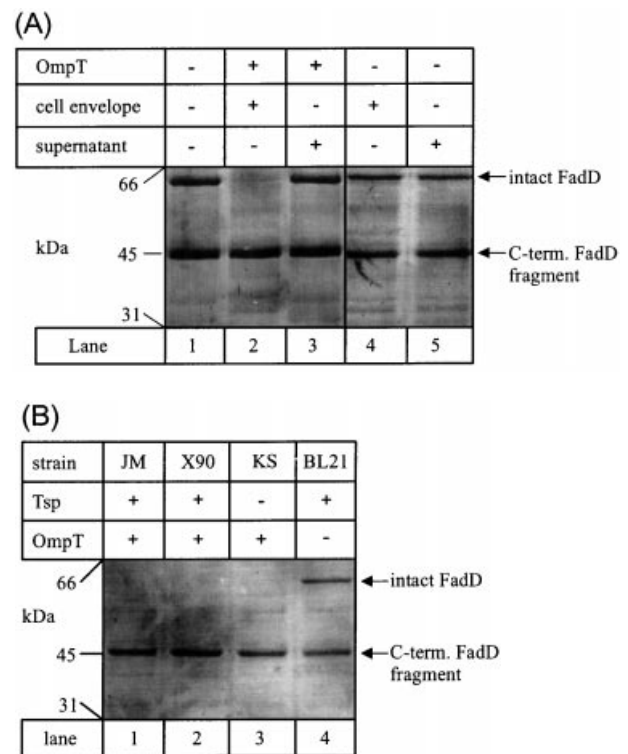 (A)
OmpT - + + - -
cell envelope - + - + -
supernatant - - + - +
66 intact FadD
kDa 45 C-term. FadD
fragment
31
Lane 1 2 3 4 5
(B)
strain JM X90 KS BL21
Tsp + + - +
OmpT + + + -
66 intact FadD
kDa
45 C-term. FadD
fragment
31
lane 1 2 3 4